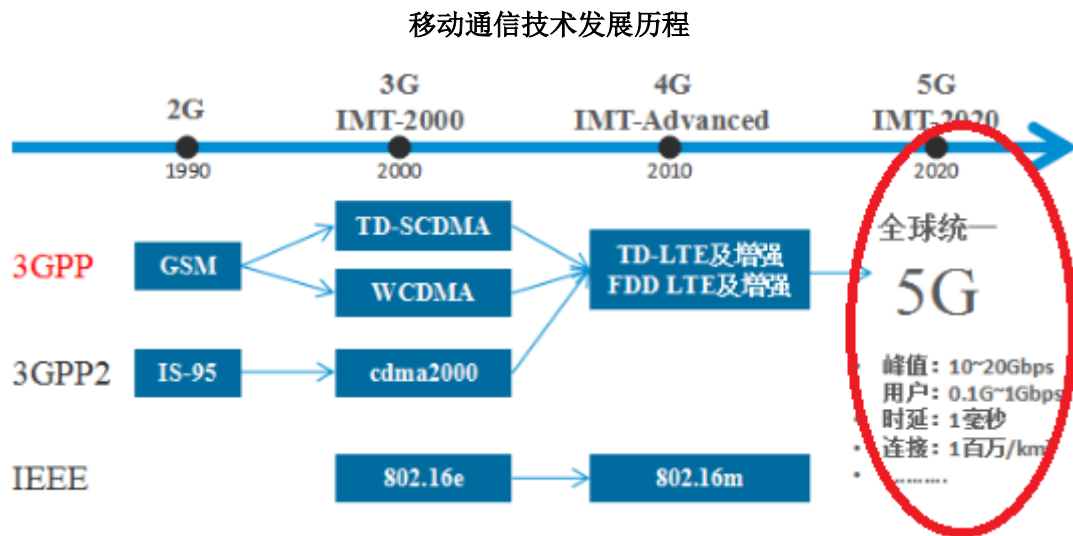 移动通信技术发展历程
2G
3G
IMT-2000
4G
IMT-Advanced
5G
IMT-2020
1990
2000
2010
2020
3GPP
GSM
TD-SCDMA
WCDMA
TD-LTE及增强
FDD LTE及增强
全球统一
5G
3GPP2
IS-95
cdma2000
• 峰值：10~20Gbps
• 用户：0.1G~1Gbps
• 时延：1毫秒
• 连接：1百万/km²
• ………
IEEE
802.16e
802.16m